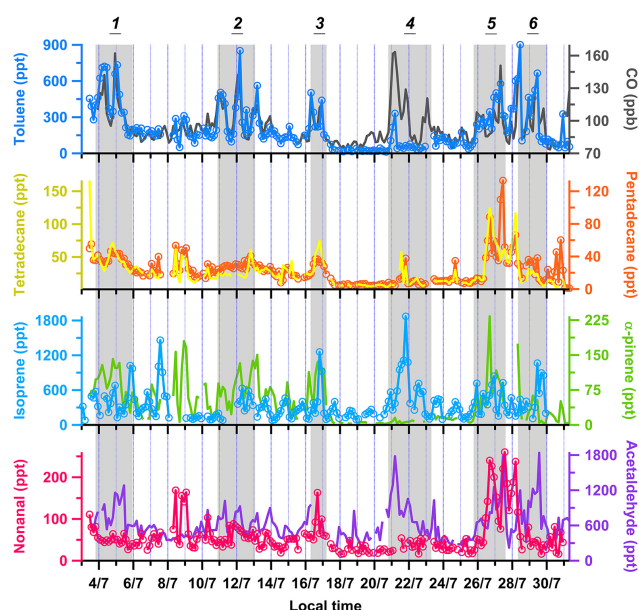 1 2 3 4 5 6
900
600
300
0
Toluene (ppt)
160
130
100
70
CO (ppb)
150
100
50
Tetradecane (ppt)
120
80
40
0
Pentadecane (ppt)
1800
1200
600
0
Isoprene (ppt)
225
150
75
0
α-pinene (ppt)
200
100
0
Nonanal (ppt)
1800
1200
600
0
Acetaldehyde (ppt)
4/7 6/7 8/7 10/7 12/7 14/7 16/7 18/7 20/7 22/7 24/7 26/7 28/7 30/7
Local time